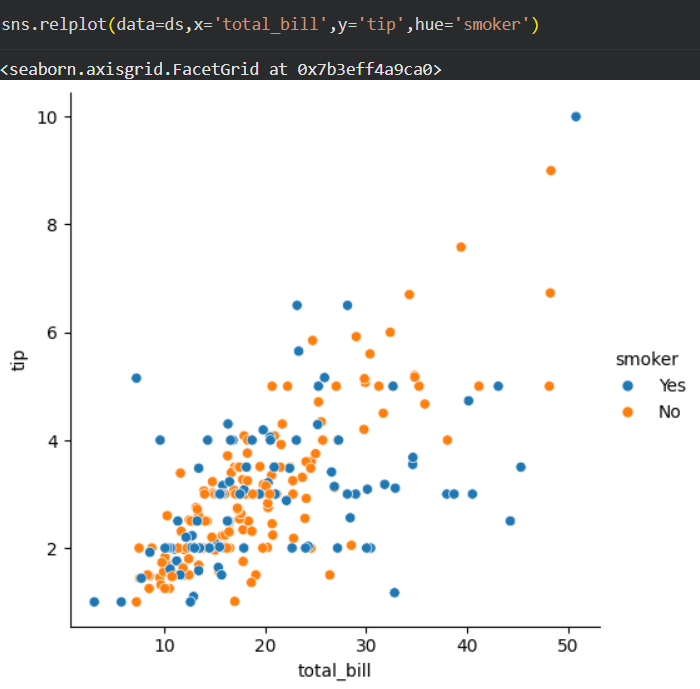 sns.relplot(data=ds,x='total_bill',y='tip',hue='smoker')
<seaborn.axisgrid.FacetGrid at 0x7b3eff4a9ca0>
10
8
6
4
2
tip
10 20 30 40 50
total_bill
smoker
Yes
No